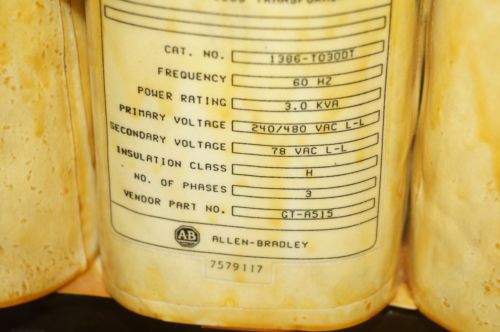 CAT. NO. 1386-T030DT
FREQUENCY 60 HZ
POWER RATING 3.0 KVA
PRIMARY VOLTAGE 240/480 VAC L-L
SECONDARY VOLTAGE 78 VAC L-L
INSULATION CLASS H
NO. OF PHASES 3
VENDOR PART NO. GT-A515
AB ALLEN-BRADLEY
7579117